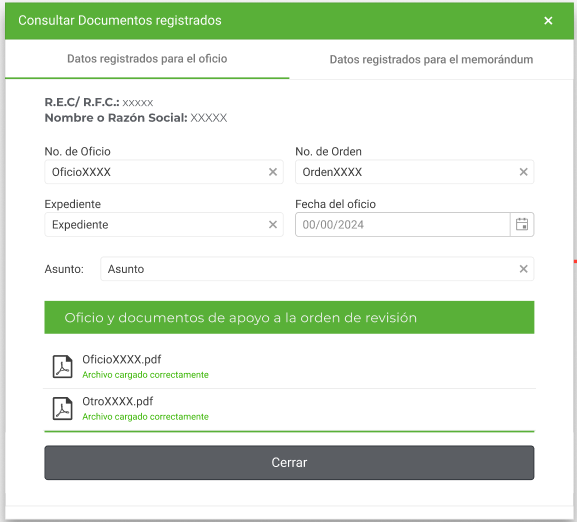 Consultar Documentos registrados
Datos registrados para el oficio
Datos registrados para el memorándum
R.E.C/ R.F.C.: xxxxx
Nombre o Razón Social: XXXXX
No. de Oficio
No. de Orden
OficioXXXX
OrdenXXXX
Expediente
Fecha del oficio
Expediente
00/00/2024
Asunto: Asunto
Oficio y documentos de apoyo a la orden de revisión
OficioXXXX.pdf
Archivo cargado correctamente
OtroXXXX.pdf
Archivo cargado correctamente
Cerrar